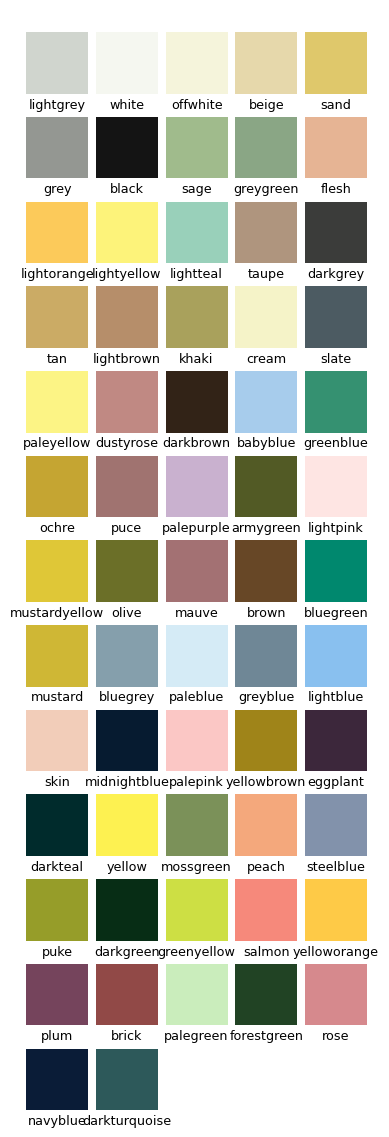 lightgrey white offwhite beige sand
grey black sage greygreen flesh
lightorange lightyellow lightteal taupe darkgrey
tan lightbrown khaki cream slate
paleyellow dustyrose darkbrown babyblue greenblue
ochre puce palepurple armygreen lightpink
mustardyellow olive mauve brown bluegreen
mustard bluegrey paleblue greyblue lightblue
skin midnightblue palepink yellowbrown eggplant
darkteal yellow mossgreen peach steelblue
puke darkgreen greenyellow salmon yelloworange
plum brick palegreen forestgreen rose
navyblue darkturquoise